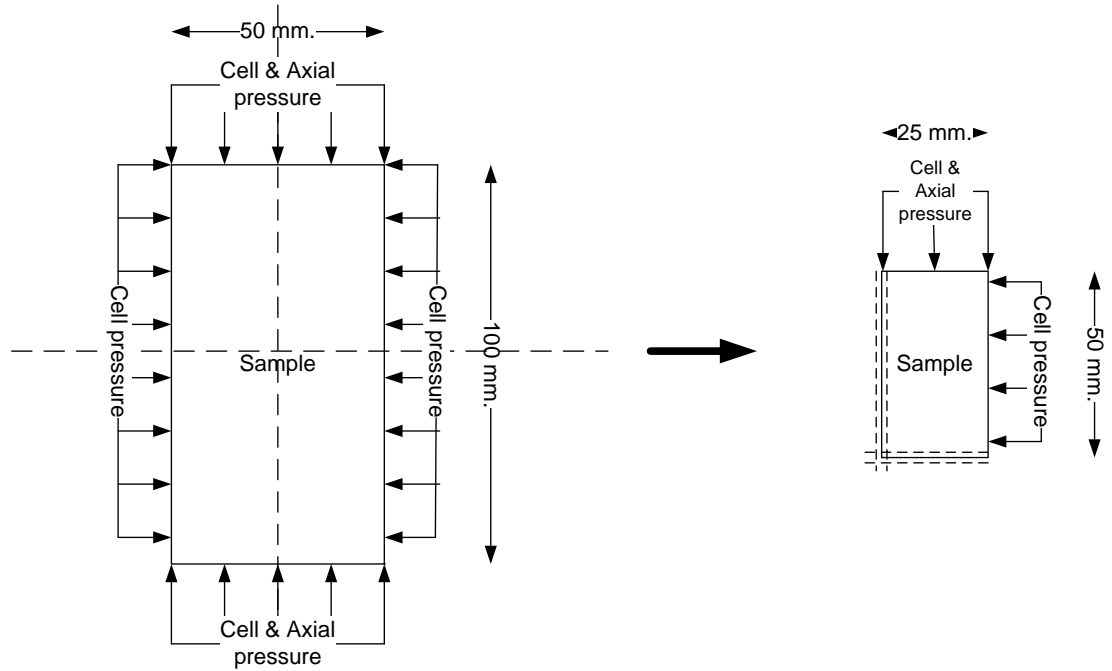 50 mm.
Cell & Axial
pressure
Cell pressure
Sample
Cell pressure
100 mm.
Cell & Axial
pressure
25 mm.
Cell &
Axial
pressure
Sample
Cell pressure
50 mm.